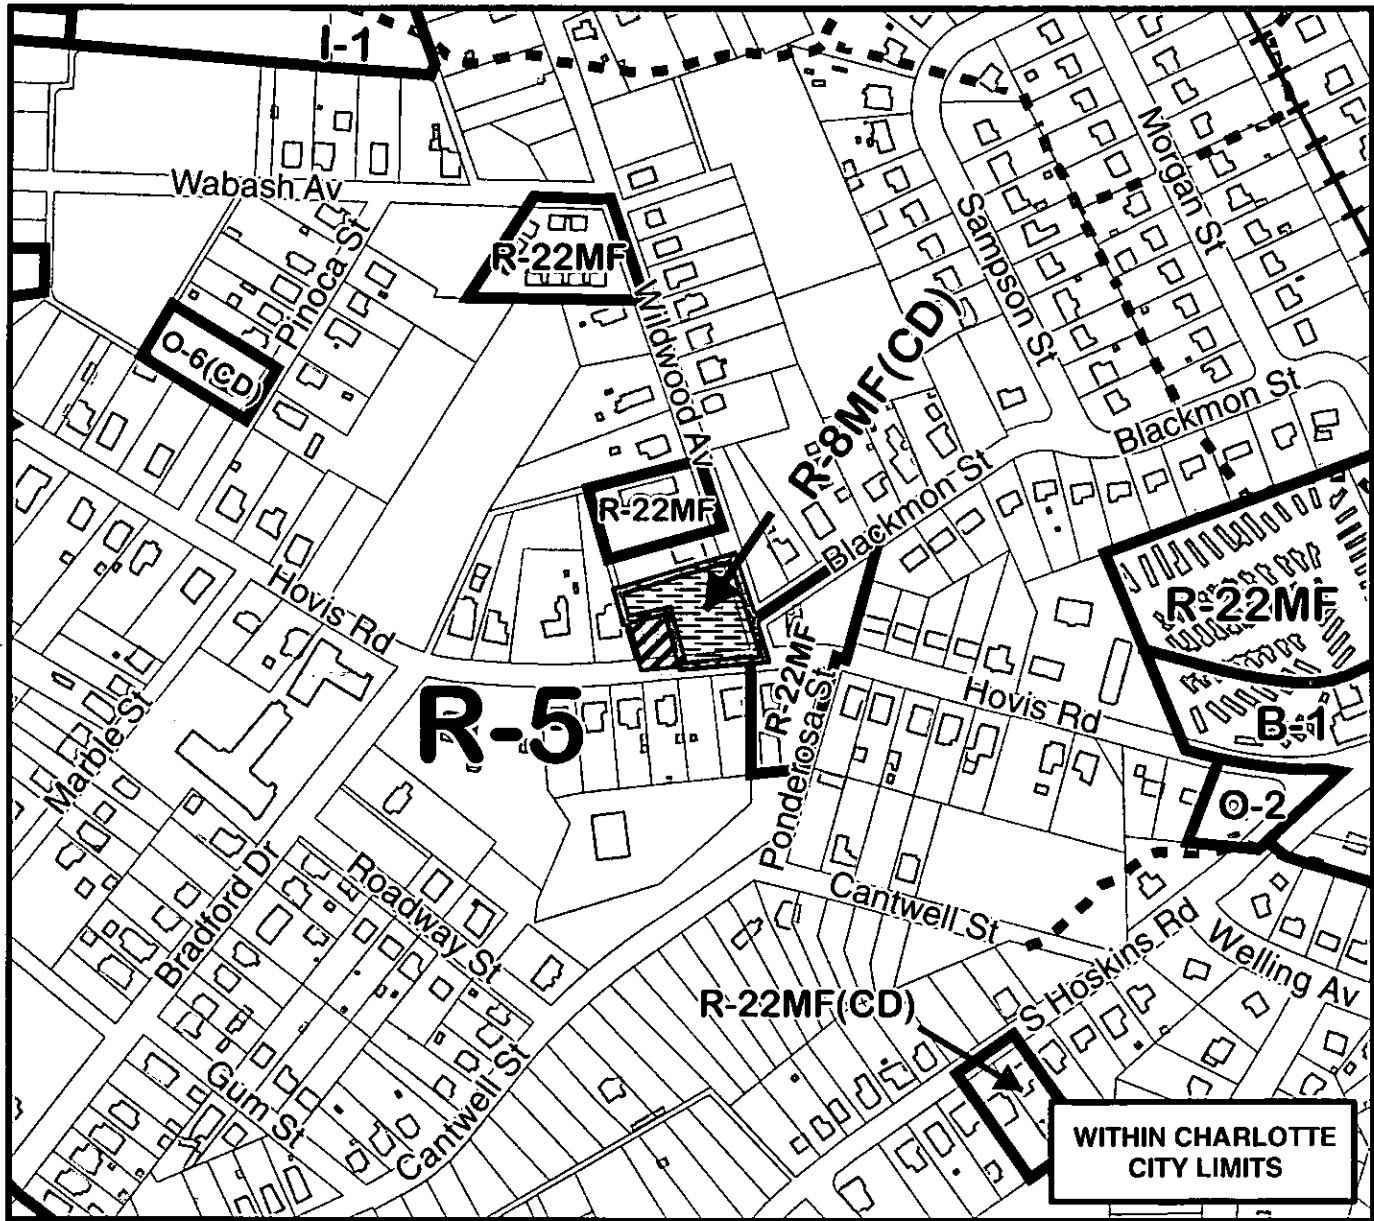 I-1
Wabash Av
Pinoca St
R-22MF
O-6(CD)
Wildwood Av
R-8MF(CD)
Sampson St
Morgan St
Blackmon St
R-22MF
Blackmon St
Hovis Rd
R-22MF
R-5
R-22MF
Ponderosa St
Hovis Rd
B-1
O-2
Marble St
Bradford Dr
Roadway St
Cantwell St
S Hoskins Rd
Welling Av
R-22MF(CD)
Gum St
Cantwell St
WITHIN CHARLOTTE
CITY LIMITS